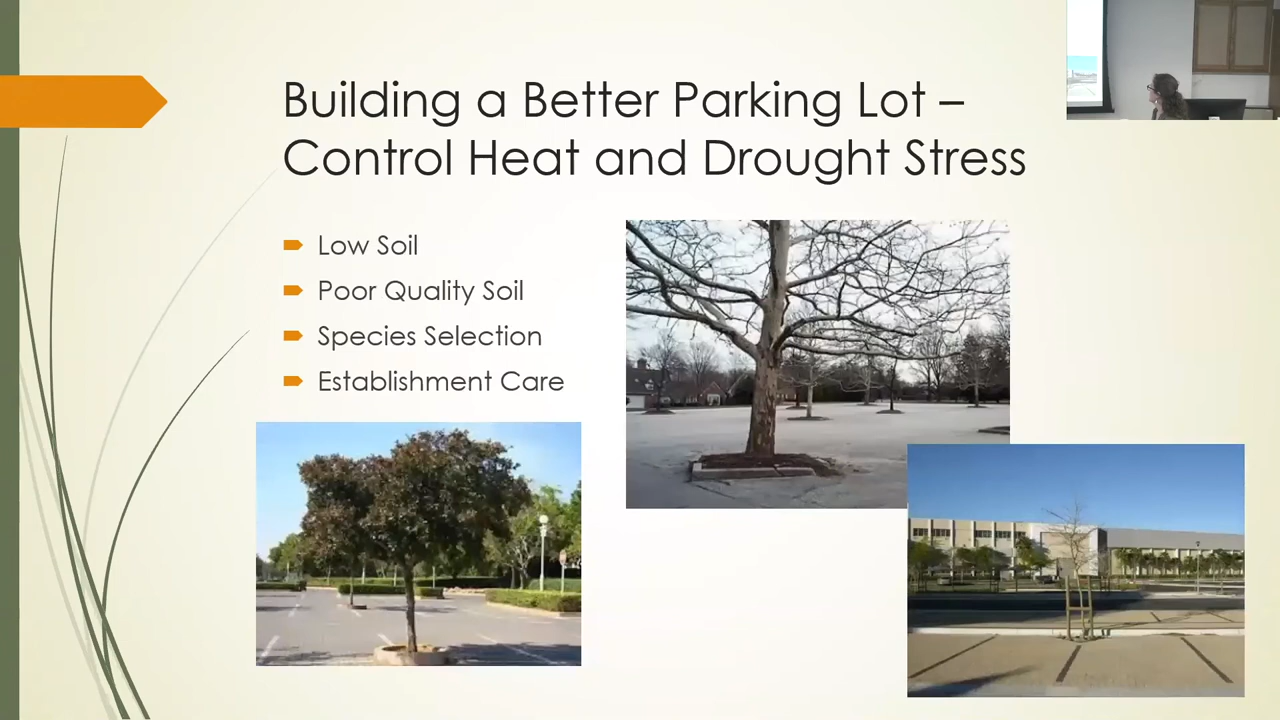 Building a Better Parking Lot –
Control Heat and Drought Stress
Low Soil
Poor Quality Soil
Species Selection
Establishment Care